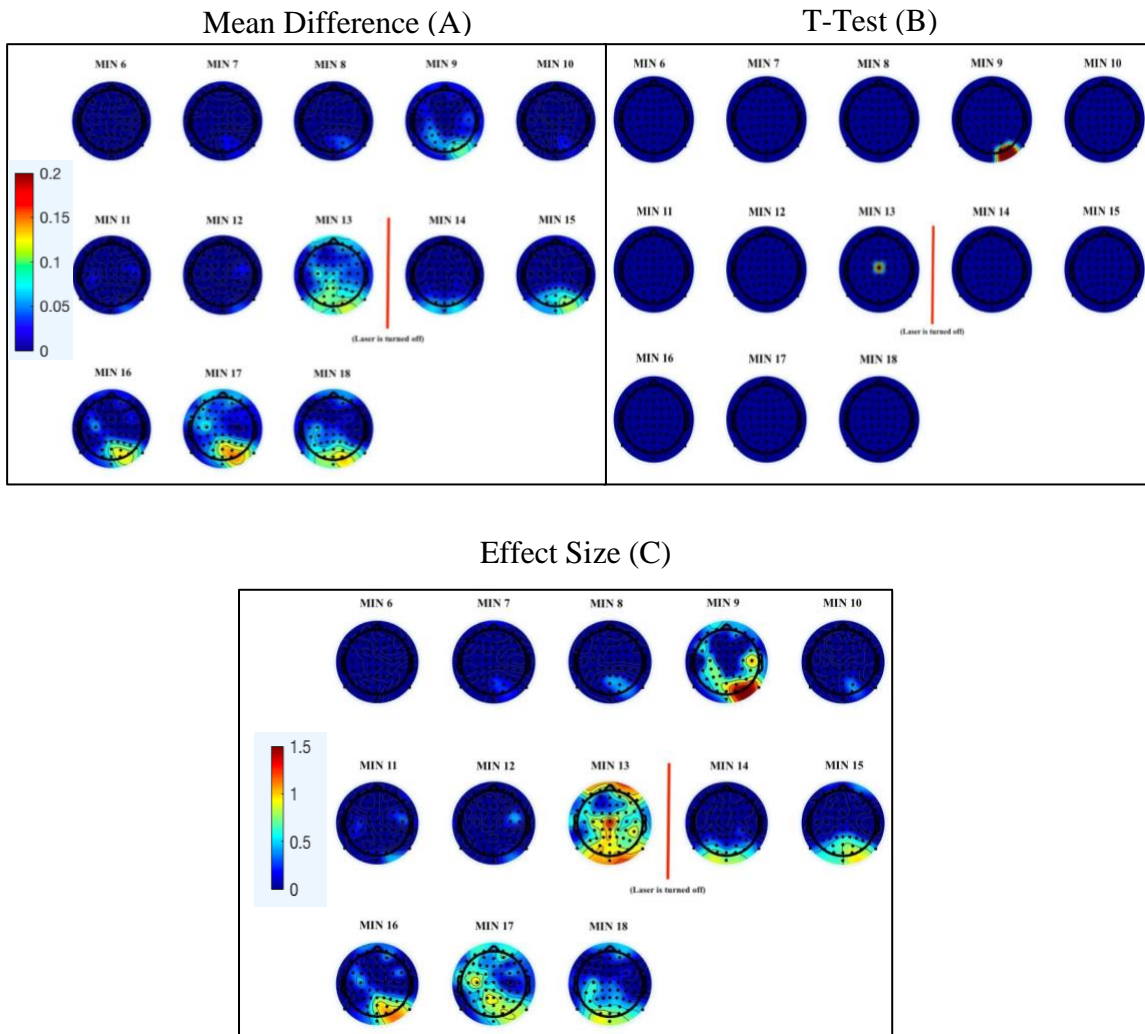 Mean Difference (A)
T-Test (B)
MIN 6 MIN 7 MIN 8 MIN 9 MIN 10
0.2
0.15
0.1
0.05
0
MIN 11 MIN 12 MIN 13 MIN 14 MIN 15
(Laser is turned off)
MIN 16 MIN 17 MIN 18
MIN 6 MIN 7 MIN 8 MIN 9 MIN 10
MIN 11 MIN 12 MIN 13 MIN 14 MIN 15
(Laser is turned off)
MIN 16 MIN 17 MIN 18
Effect Size (C)
MIN 6 MIN 7 MIN 8 MIN 9 MIN 10
1.5
1
0.5
0
MIN 11 MIN 12 MIN 13 MIN 14 MIN 15
(Laser is turned off)
MIN 16 MIN 17 MIN 18